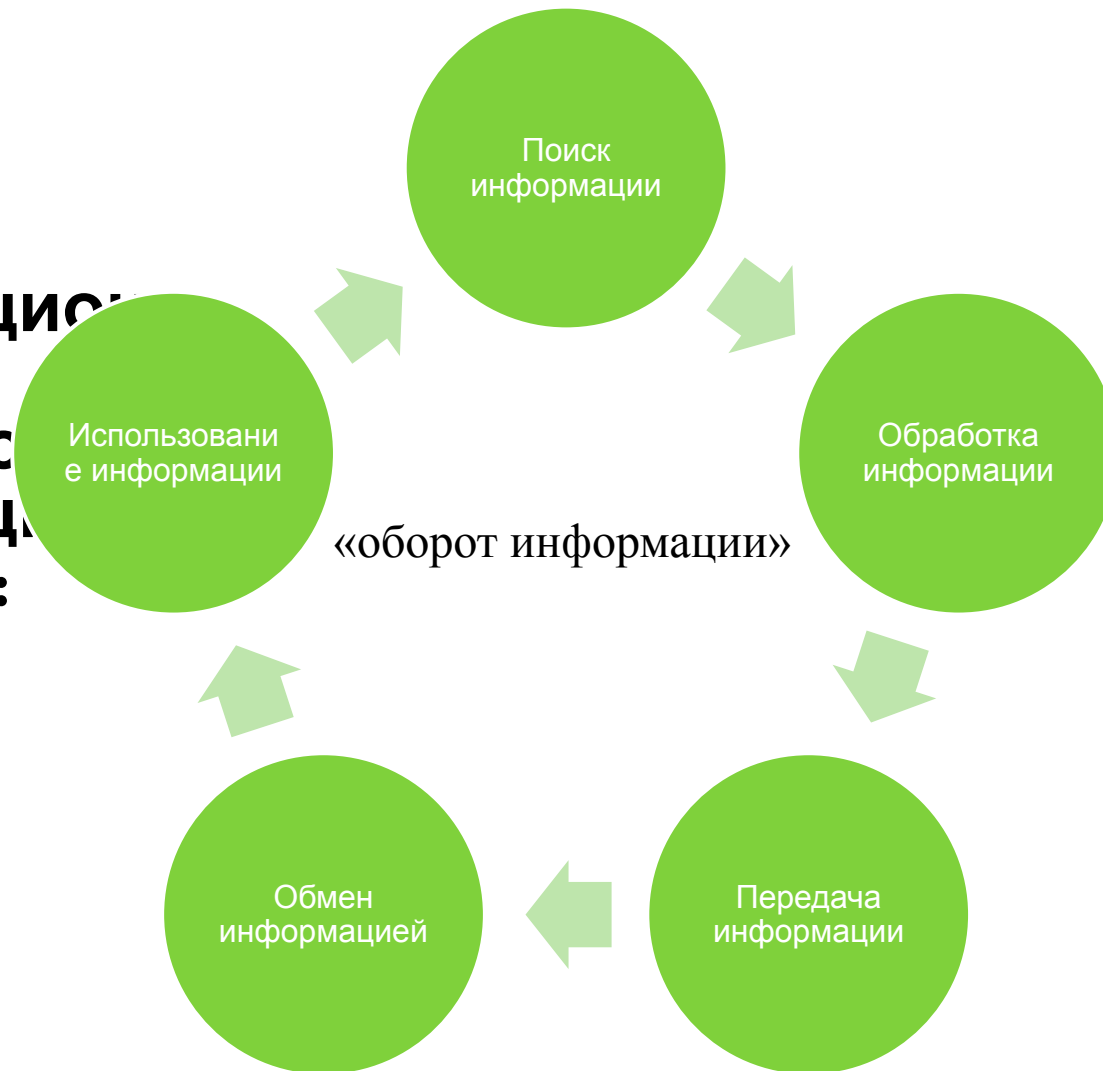 Поиск
информации
Обработка
информации
Передача
информации
Обмен
информацией
Использовани
е информации
«оборот информации»